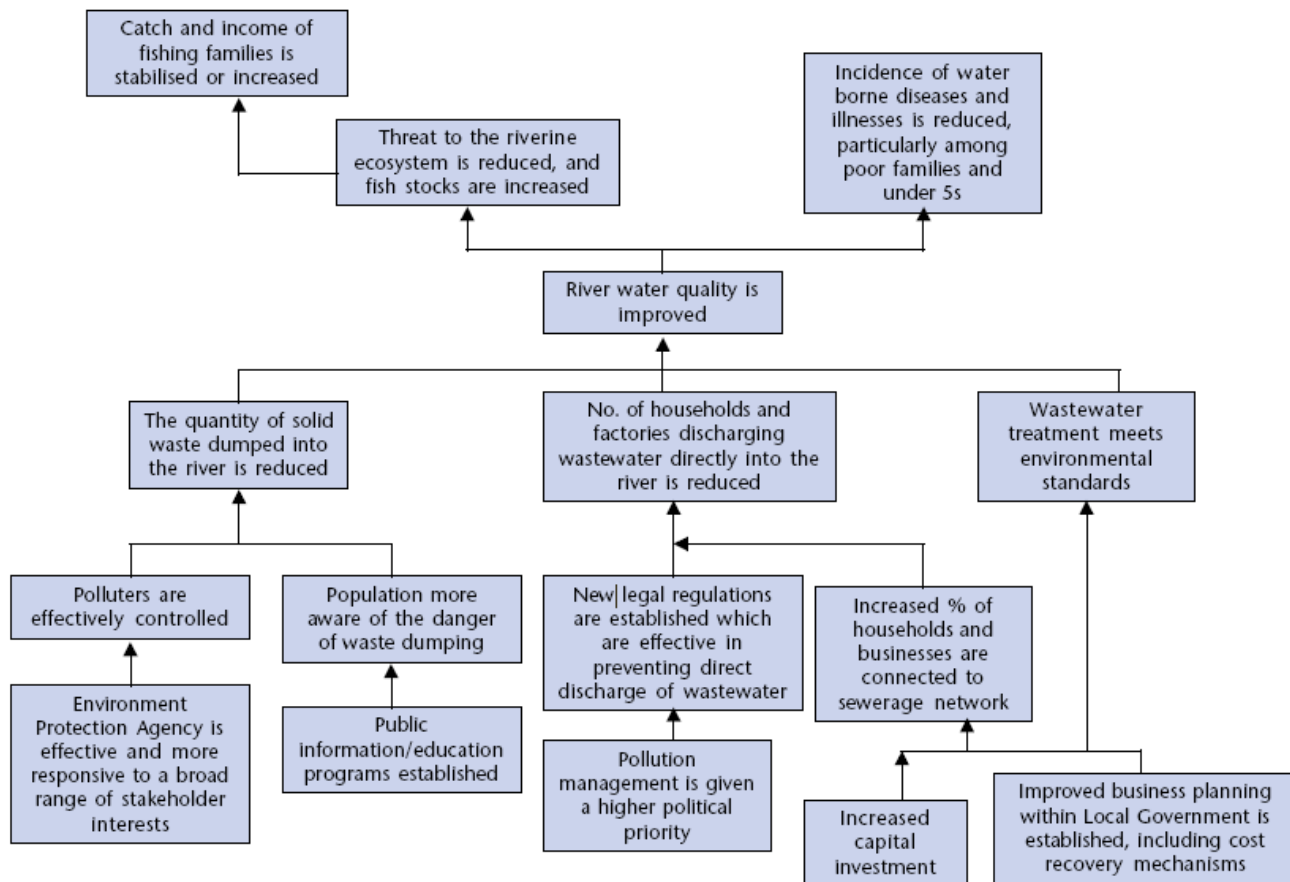 Catch and income of
fishing families is
stabilised or increased
Incidence of water
borne diseases and
illnesses is reduced,
particularly among
poor families and
under 5s
Threat to the riverine
ecosystem is reduced, and
fish stocks are increased
River water quality is
improved
The quantity of solid
waste dumped into
the river is reduced
No. of households and
factories discharging
wastewater directly into the
river is reduced
Wastewater
treatment meets
environmental
standards
Polluters are
effectively controlled
Population more
aware of the danger
of waste dumping
New legal regulations
are established which
are effective in
preventing direct
discharge of wastewater
Increased % of
households and
businesses are
connected to
sewerage network
Environment
Protection Agency is
effective and more
responsive to a broad
range of stakeholder
interests
Public
information/education
programs established
Pollution
management is given
a higher political
priority
Increased
capital
investment
Improved business planning
within Local Government is
established, including cost
recovery mechanisms